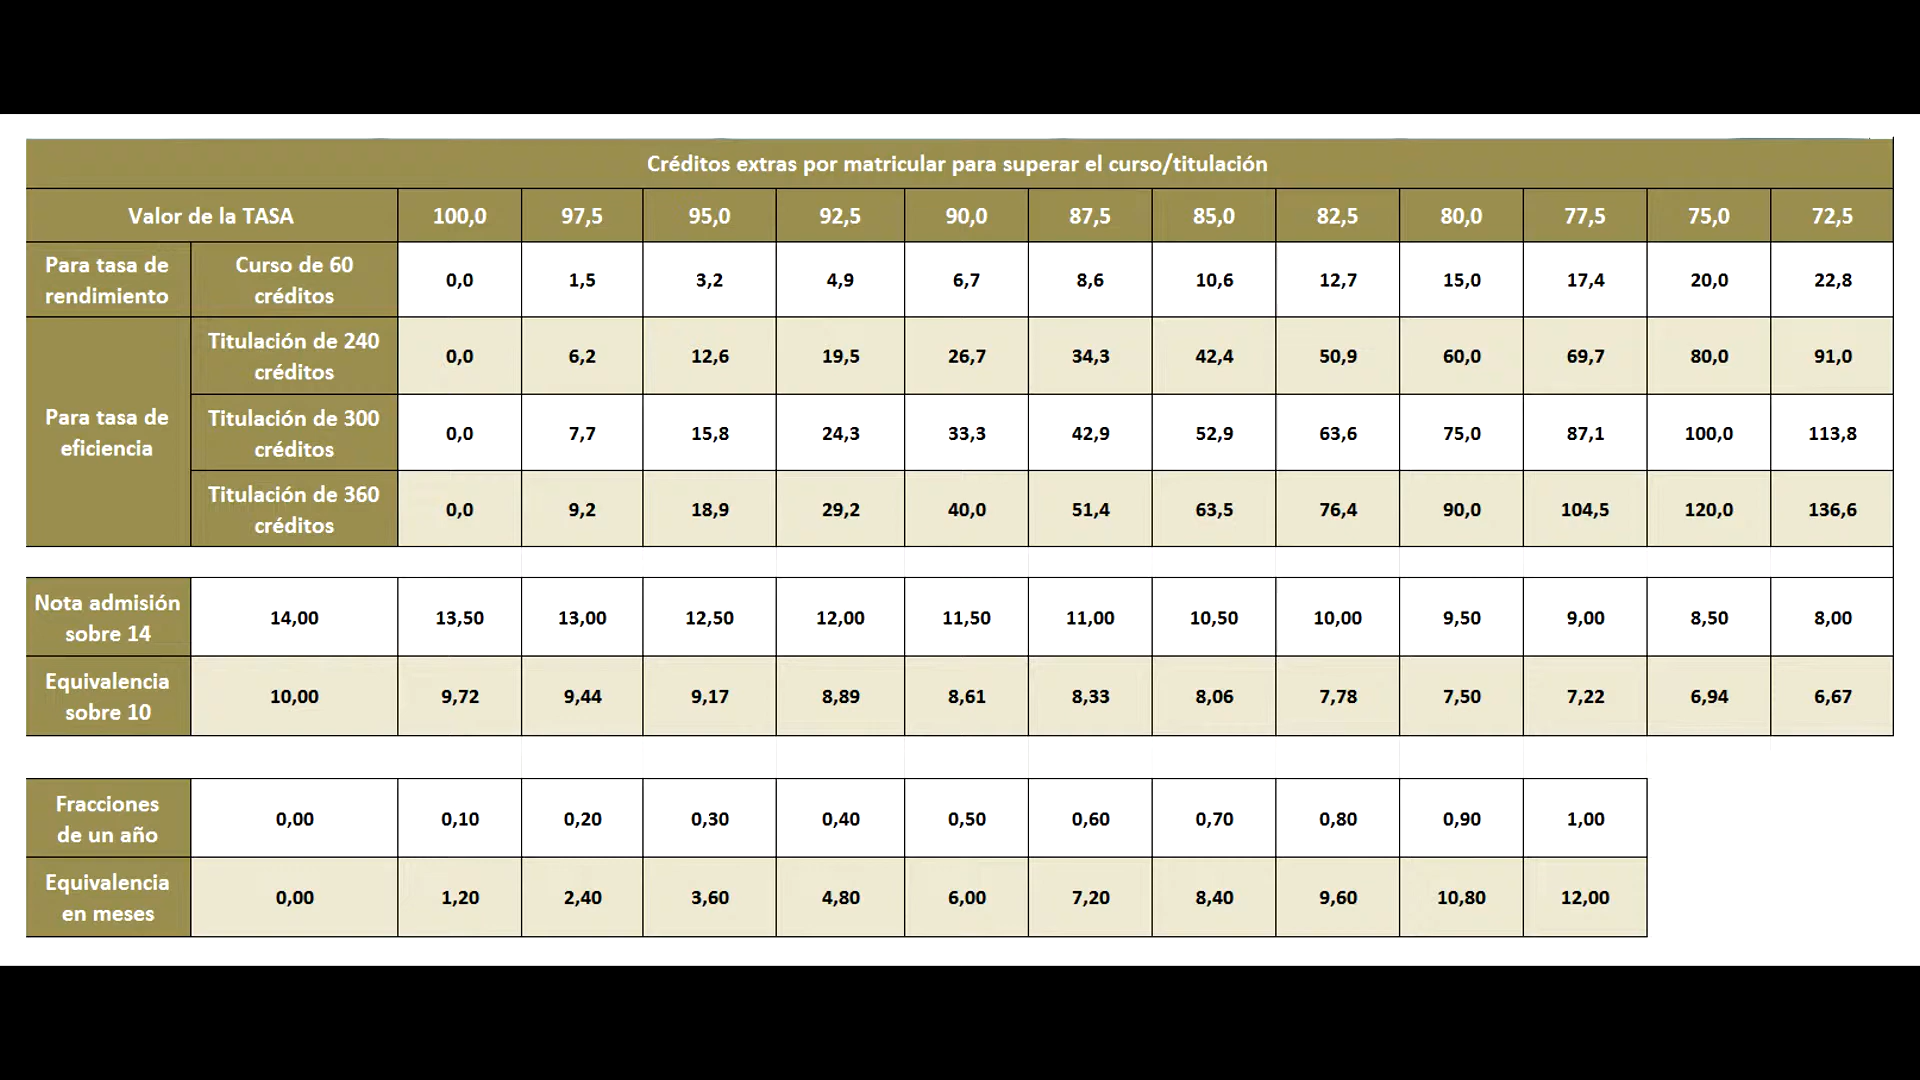 Créditos extras por matricular para superar el curso/titulación
Valor de la TASA 100,0 97,5 95,0 92,5 90,0 87,5 85,0 82,5 80,0 77,5 75,0 72,5
Para tasa de rendimiento Curso de 60 créditos 0,0 1,5 3,2 4,9 6,7 8,6 10,6 12,7 15,0 17,4 20,0 22,8
Para tasa de eficiencia
Titulación de 240 créditos 0,0 6,2 12,6 19,5 26,7 34,3 42,4 50,9 60,0 69,7 80,0 91,0
Titulación de 300 créditos 0,0 7,7 15,8 24,3 33,3 42,9 52,9 63,6 75,0 87,1 100,0 113,8
Titulación de 360 créditos 0,0 9,2 18,9 29,2 40,0 51,4 63,5 76,4 90,0 104,5 120,0 136,6
Nota admisión sobre 14 14,00 13,50 13,00 12,50 12,00 11,50 11,00 10,50 10,00 9,50 9,00 8,50 8,00
Equivalencia sobre 10 10,00 9,72 9,44 9,17 8,89 8,61 8,33 8,06 7,78 7,50 7,22 6,94 6,67
Fracciones de un año 0,00 0,10 0,20 0,30 0,40 0,50 0,60 0,70 0,80 0,90 1,00
Equivalencia en meses 0,00 1,20 2,40 3,60 4,80 6,00 7,20 8,40 9,60 10,80 12,00